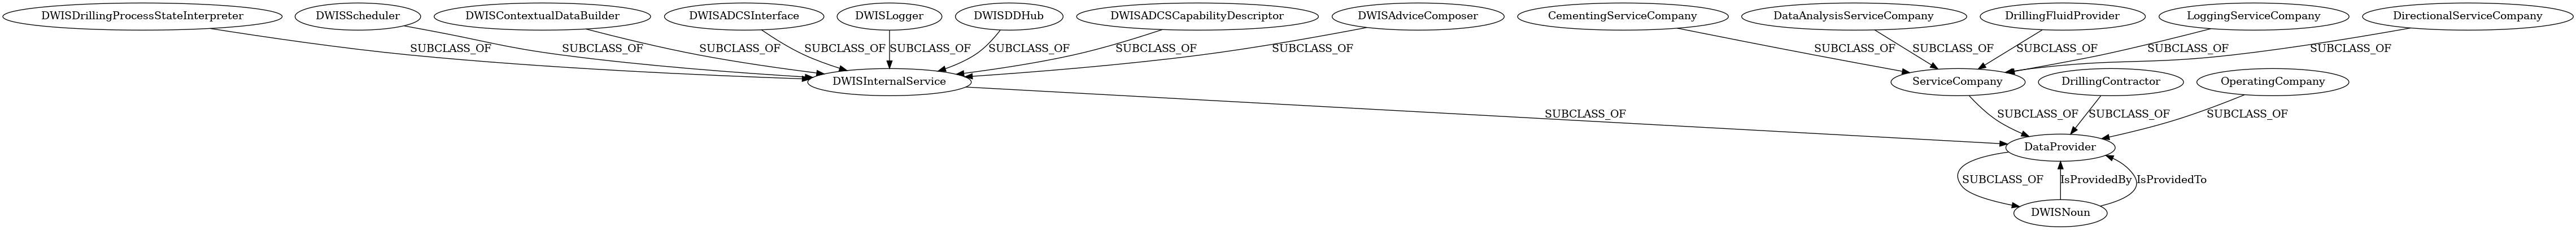 DWISDrillingProcessStateInterpreter
DWISScheduler
DWISContextualDataBuilder
DWISADCSInterface
DWISLogger
DWISDDHub
DWISADCSCapabilityDescriptor
DWISAdviceComposer
CementingServiceCompany
DataAnalysisServiceCompany
DrillingFluidProvider
LoggingServiceCompany
DirectionalServiceCompany
SUBCLASS_OF
SUBCLASS_OF
SUBCLASS_OF
SUBCLASS_OF
SUBCLASS_OF
SUBCLASS_OF
SUBCLASS_OF
SUBCLASS_OF
SUBCLASS_OF
SUBCLASS_OF
SUBCLASS_OF
SUBCLASS_OF
SUBCLASS_OF
DWISInternalService
ServiceCompany
DrillingContractor
OperatingCompany
SUBCLASS_OF
SUBCLASS_OF
SUBCLASS_OF
SUBCLASS_OF
DataProvider
SUBCLASS_OF
IsProvidedBy
IsProvidedTo
DWISNoun